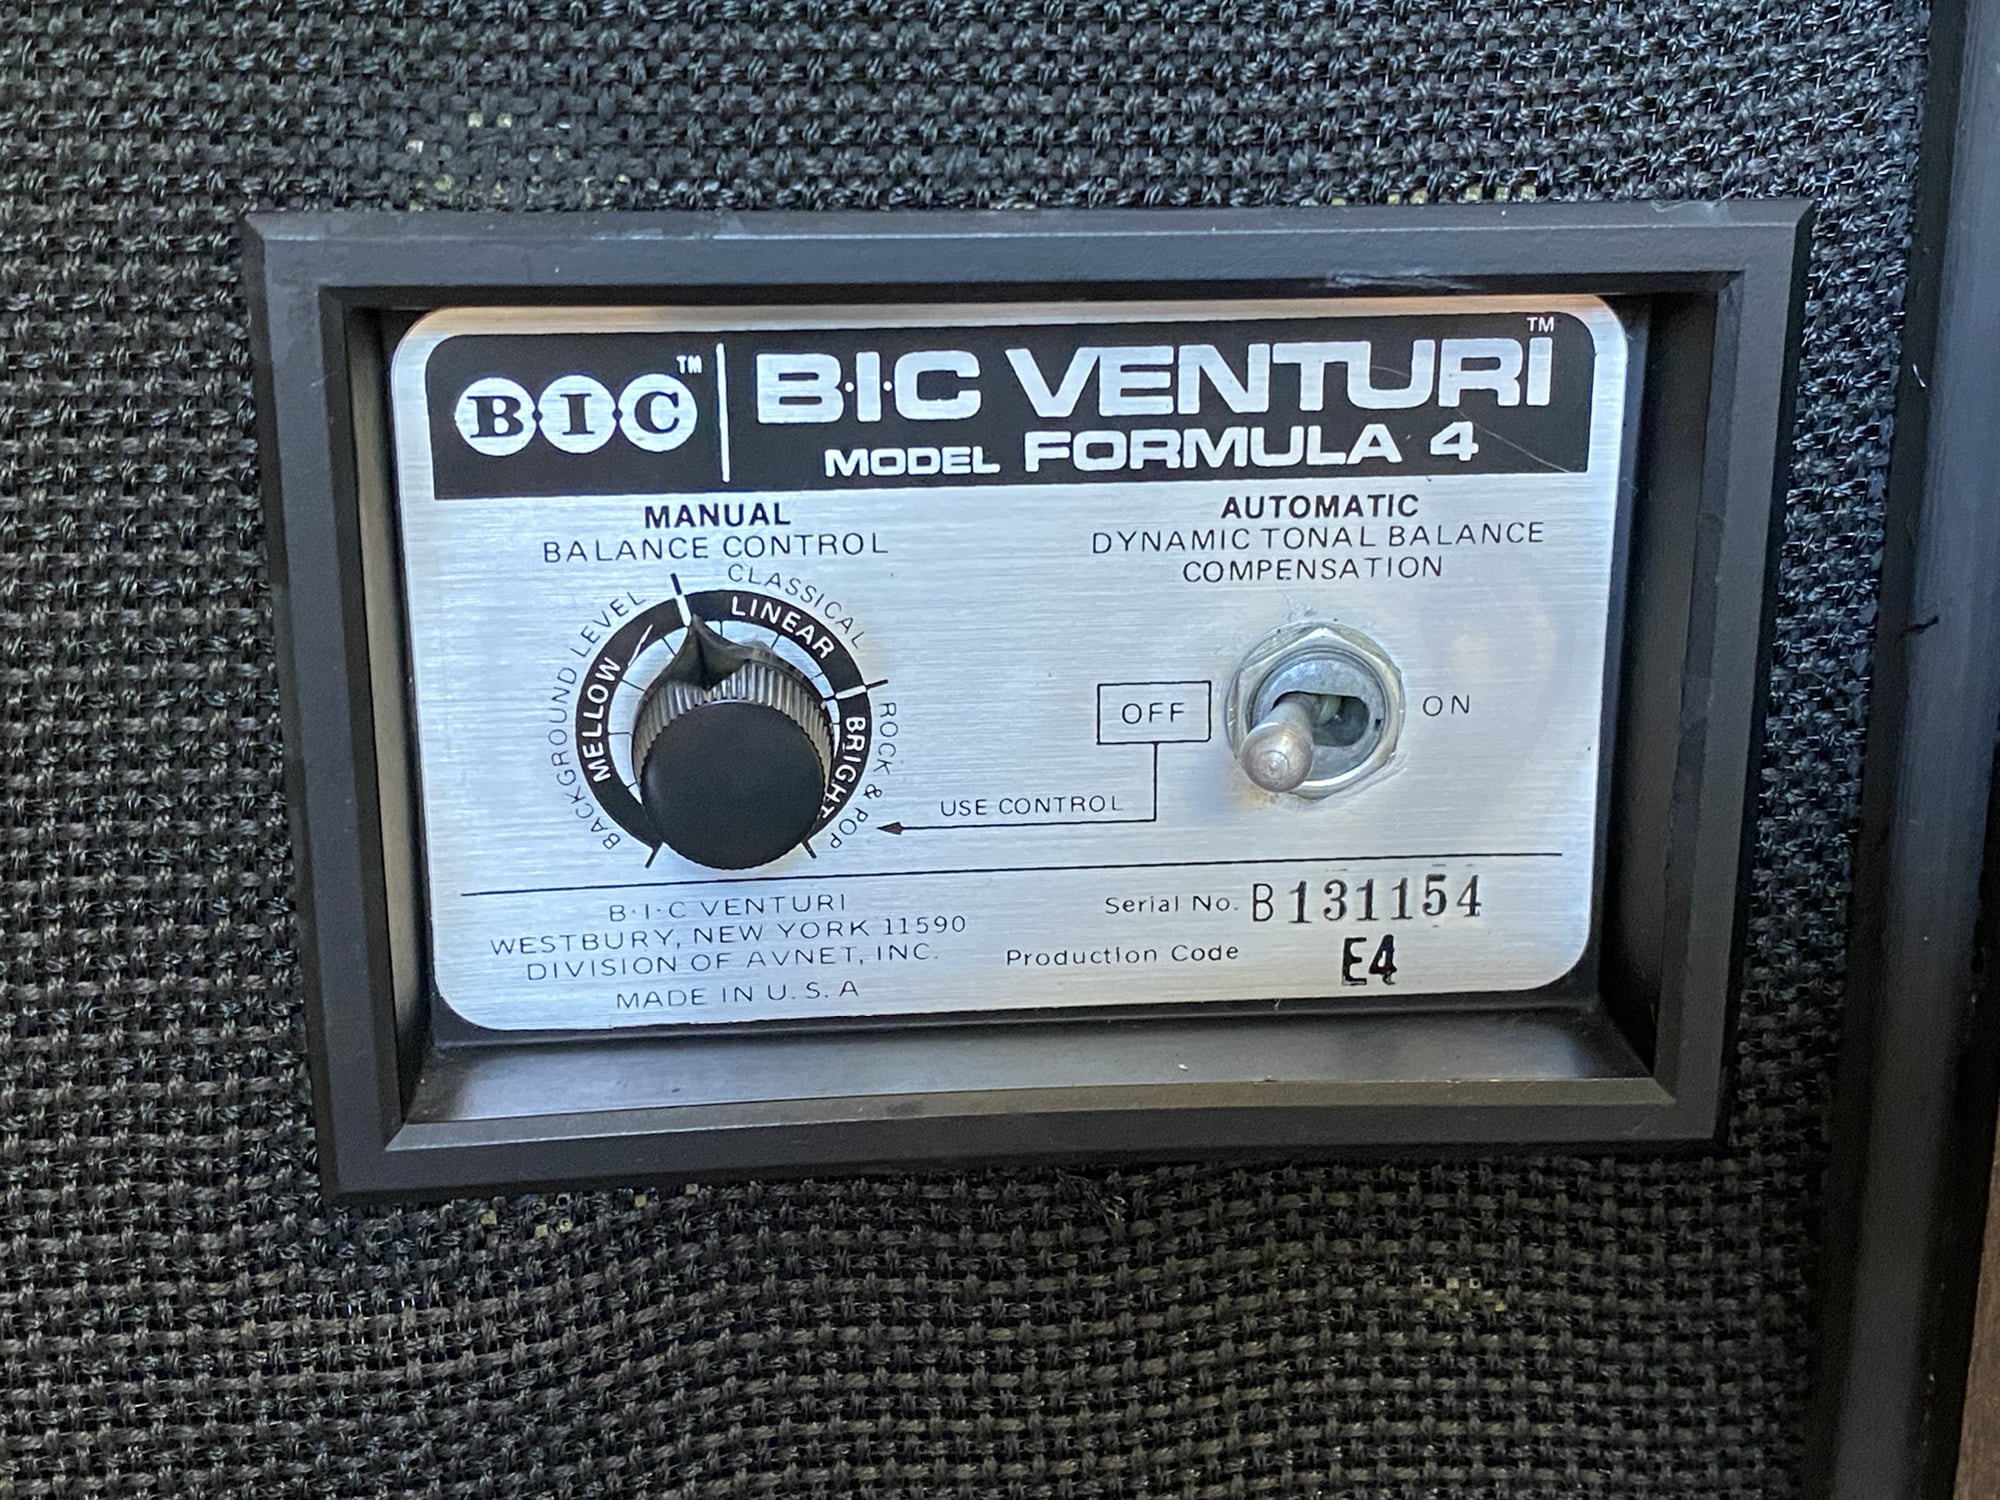 B·I·C™
B·I·C VENTURI™
MODEL FORMULA 4
MANUAL
BALANCE CONTROL
BACKGROUND LEVEL
CLASSICAL
ROCK & POP
MELLOW
LINEAR
BRIGHT
AUTOMATIC
DYNAMIC TONAL BALANCE
COMPENSATION
OFF
ON
USE CONTROL
B·I·C VENTURI
WESTBURY, NEW YORK 11590
DIVISION OF AVNET, INC.
MADE IN U.S.A
Serial No. B131154
Production Code E4